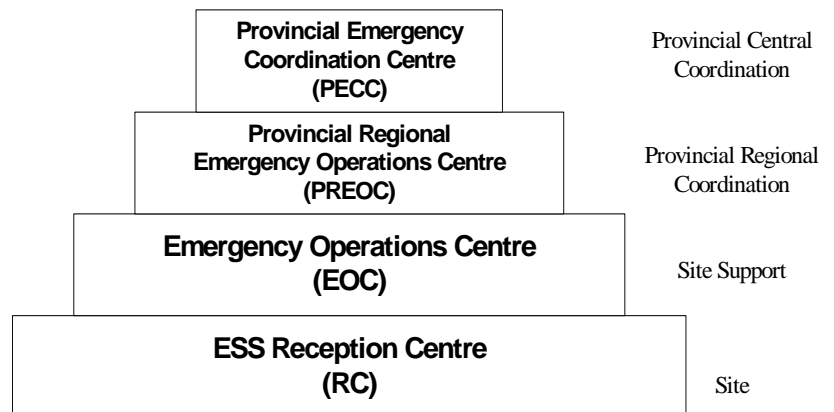 Provincial Emergency
Coordination Centre
(PECC)
Provincial Central
Coordination
Provincial Regional
Emergency Operations Centre
(PREOC)
Provincial Regional
Coordination
Emergency Operations Centre
(EOC)
Site Support
ESS Reception Centre
(RC)
Site